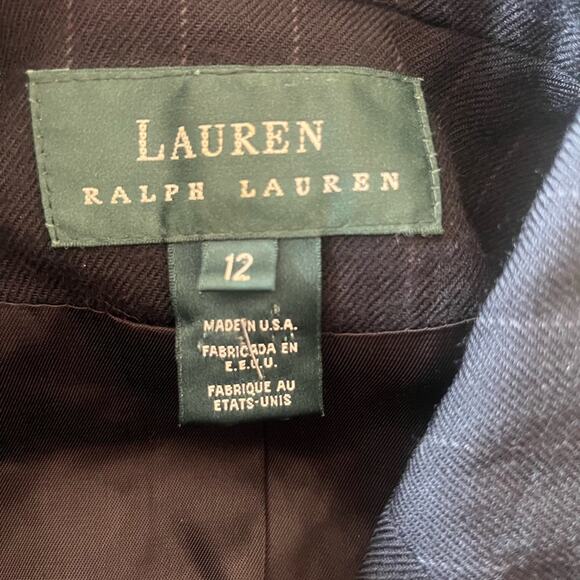 LAUREN
RALPH LAUREN
12
MADE IN U.S.A.
FABRICADA EN
E.E.U.U.
FABRIQUE AU
ETATS-UNIS